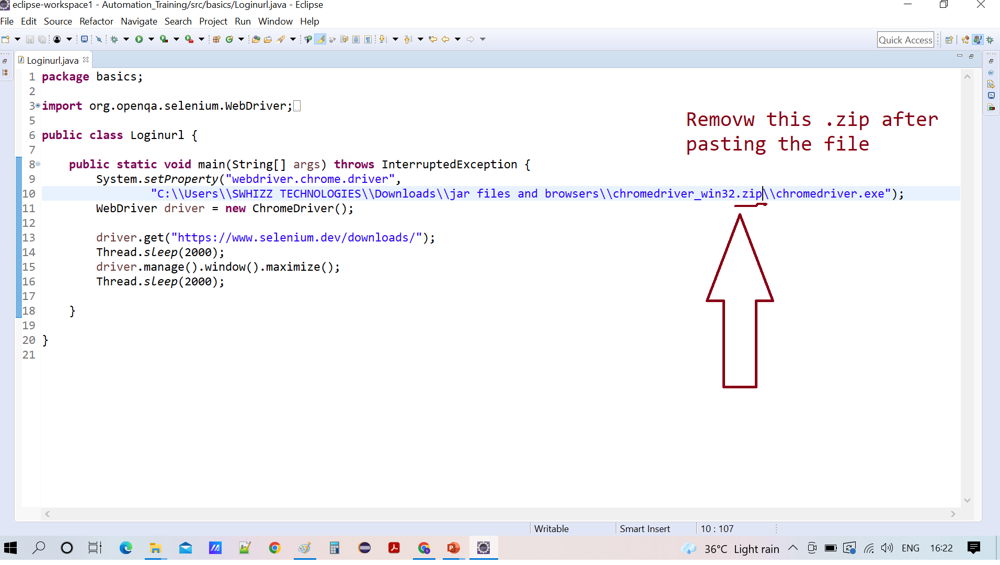 eclipse-workspace1 - Automation_Training/src/basics/Loginurl.java - Eclipse
File Edit Source Refactor Navigate Search Project Run Window Help
Quick Access
Loginurl.java
1 package basics;
2
3 import org.openqa.selenium.WebDriver;
5
6 public class Loginurl {
7
8 public static void main(String[] args) throws InterruptedException {
9 System.setProperty("webdriver.chrome.driver",
10 "C:\\Users\\SWHIZZ TECHNOLOGIES\\Downloads\\jar files and browsers\\chromedriver_win32.zip\\chromedriver.exe");
11 WebDriver driver = new ChromeDriver();
12
13 driver.get("https://www.selenium.dev/downloads/");
14 Thread.sleep(2000);
15 driver.manage().window().maximize();
16 Thread.sleep(2000);
17
18 }
19
20 }
21
Removw this .zip after
pasting the file
Writable Smart Insert 10 : 107
36°C Light rain ENG 16:22